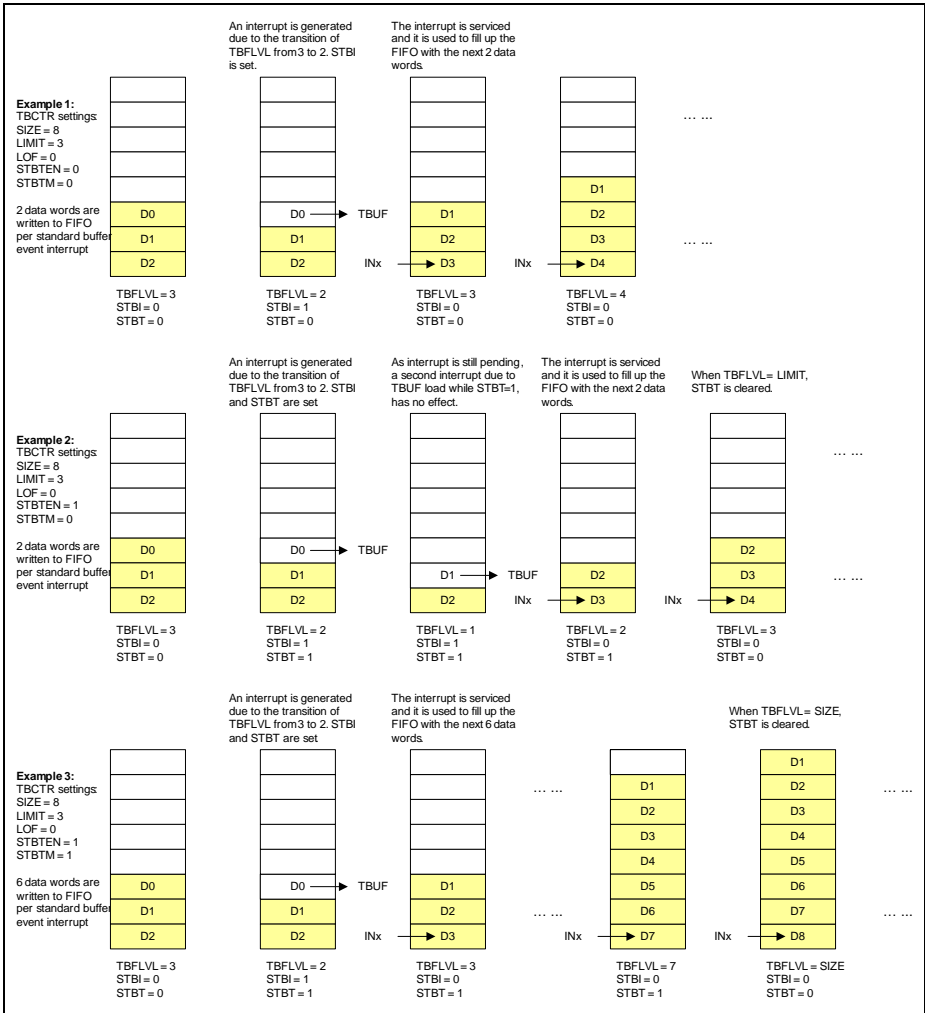 An interrupt is generated
due to the transition of
TBFLVL from 3 to 2. STBI
is set.
The interrupt is serviced
and it is used to fill up the
FIFO with the next 2 data
words.
Example 1:
TBCTR settings:
SIZE = 8
LIMIT = 3
LOF = 0
STBTEN = 0
STBTM = 0
2 data words are
written to FIFO
per standard buffer
event interrupt
... ...
D0
D1
D2
D0
TBUF
D1
D2
D1
D2
INx
D3
D1
D2
D3
INx
D4
... ...
TBFLVL = 3
STBI = 0
STBT = 0
TBFLVL = 2
STBI = 1
STBT = 0
TBFLVL = 3
STBI = 0
STBT = 0
TBFLVL = 4
STBI = 0
STBT = 0
An interrupt is generated
due to the transition of
TBFLVL from 3 to 2. STBI
and STBT are set
As interrupt is still pending,
a second interrupt due to
TBUF load while STBT=1,
has no effect.
The interrupt is serviced
and it is used to fill up the
FIFO with the next 2 data
words.
When TBFLVL = LIMIT,
STBT is cleared.
Example 2:
TBCTR settings:
SIZE = 8
LIMIT = 3
LOF = 0
STBTEN = 1
STBTM = 0
2 data words are
written to FIFO
per standard buffer
event interrupt
... ...
D0
D1
D2
D0
TBUF
D1
D2
D1
TBUF
D2
D2
INx
D3
D2
D3
INx
D4
... ...
TBFLVL = 3
STBI = 0
STBT = 0
TBFLVL = 2
STBI = 1
STBT = 1
TBFLVL = 1
STBI = 1
STBT = 1
TBFLVL = 2
STBI = 0
STBT = 1
TBFLVL = 3
STBI = 0
STBT = 0
An interrupt is generated
due to the transition of
TBFLVL from 3 to 2. STBI
and STBT are set
The interrupt is serviced
and it is used to fill up the
FIFO with the next 6 data
words.
When TBFLVL = SIZE,
STBT is cleared.
Example 3:
TBCTR settings:
SIZE = 8
LIMIT = 3
LOF = 0
STBTEN = 1
STBTM = 1
6 data words are
written to FIFO
per standard buffer
event interrupt
D0
D1
D2
D0
TBUF
D1
D2
D1
D2
INx
D3
... ...
... ...
D1
D2
D3
D4
D5
D6
INx
D7
D1
D2
D3
D4
D5
D6
D7
INx
D8
... ...
... ...
TBFLVL = 3
STBI = 0
STBT = 0
TBFLVL = 2
STBI = 1
STBT = 1
TBFLVL = 3
STBI = 0
STBT = 1
TBFLVL = 7
STBI = 0
STBT = 1
TBFLVL = SIZE
STBI = 0
STBT = 0